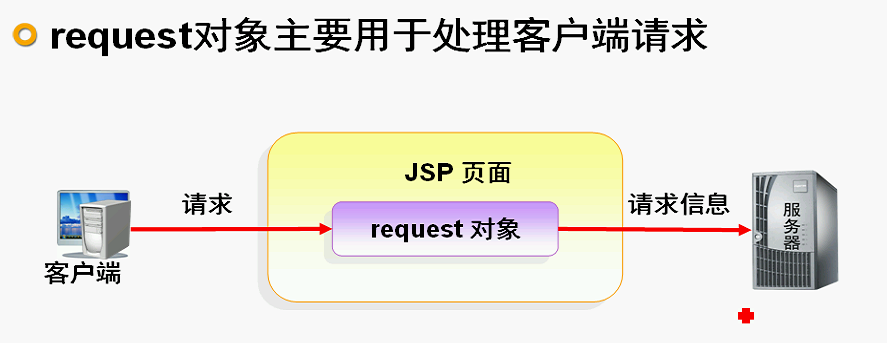 request对象主要用于处理客户端请求
JSP 页面
请求
request 对象
请求信息
服务器
客户端